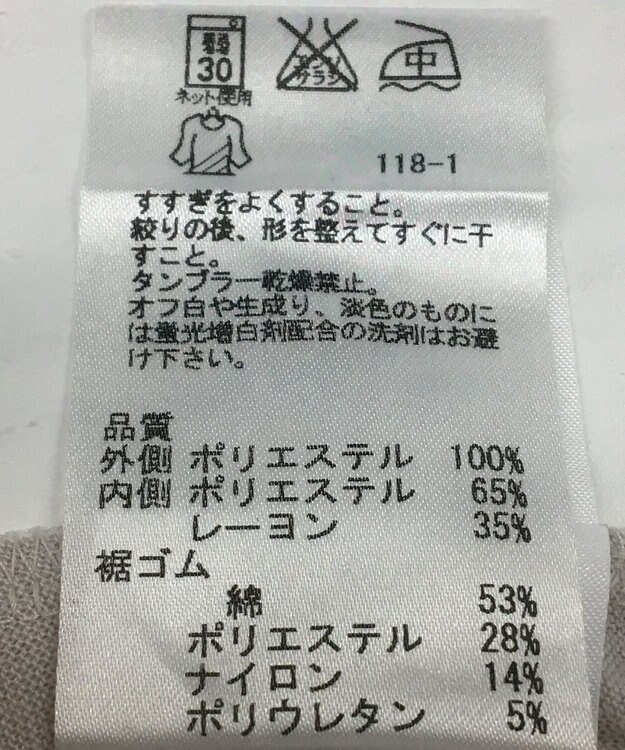 弱
30
ネット使用
エンソ
サラシ
中
118-1
すすぎをよくすること。
絞りの後、形を整えてすぐに干
すこと。
タンブラー乾燥禁止。
オフ白や生成り、淡色のものに
は蛍光増白剤配合の洗剤はお避
け下さい。
品質
外側 ポリエステル 100%
内側 ポリエステル 65%
レーヨン 35%
裾ゴム
綿 53%
ポリエステル 28%
ナイロン 14%
ポリウレタン 5%